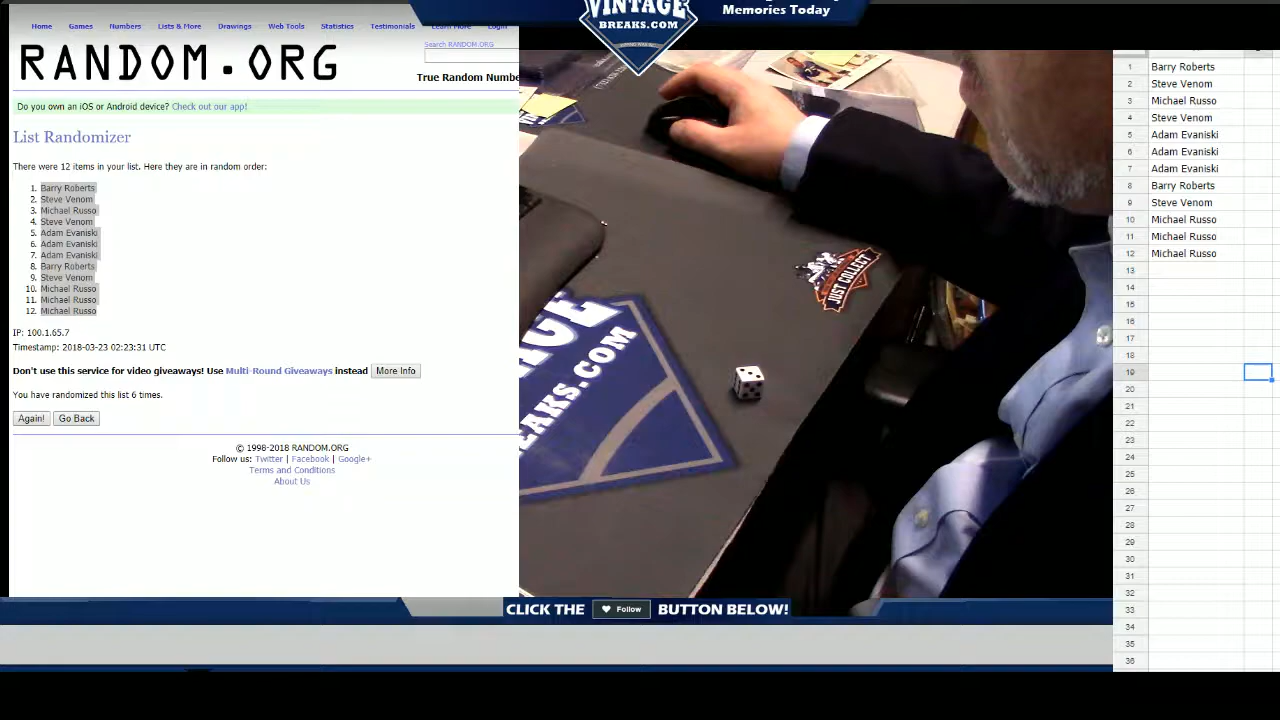 VINTAGE
BREAKS.COM
Memories Today
Home Games Numbers Lists & More Drawings Web Tools Statistics Testimonials Learn More Login
RANDOM.ORG
Search RANDOM.ORG
True Random Numbe
Do you own an iOS or Android device? Check out our app!
List Randomizer
There were 12 items in your list. Here they are in random order:
1. Barry Roberts
2. Steve Venom
3. Michael Russo
4. Steve Venom
5. Adam Evaniski
6. Adam Evaniski
7. Adam Evaniski
8. Barry Roberts
9. Steve Venom
10. Michael Russo
11. Michael Russo
12. Michael Russo
IP: 100.1.65.7
Timestamp: 2018-03-23 02:23:31 UTC
Don't use this service for video giveaways! Use Multi-Round Giveaways instead More Info
You have randomized this list 6 times.
Again! Go Back
© 1998-2018 RANDOM.ORG
Follow us: Twitter | Facebook | Google+
Terms and Conditions
About Us
JUST COLLECT
AGE
EAKS.COM
CLICK THE Follow BUTTON BELOW!
1 Barry Roberts
2 Steve Venom
3 Michael Russo
4 Steve Venom
5 Adam Evaniski
6 Adam Evaniski
7 Adam Evaniski
8 Barry Roberts
9 Steve Venom
10 Michael Russo
11 Michael Russo
12 Michael Russo
13
14
15
16
17
18
19
20
21
22
23
24
25
26
27
28
29
30
31
32
33
34
35
36